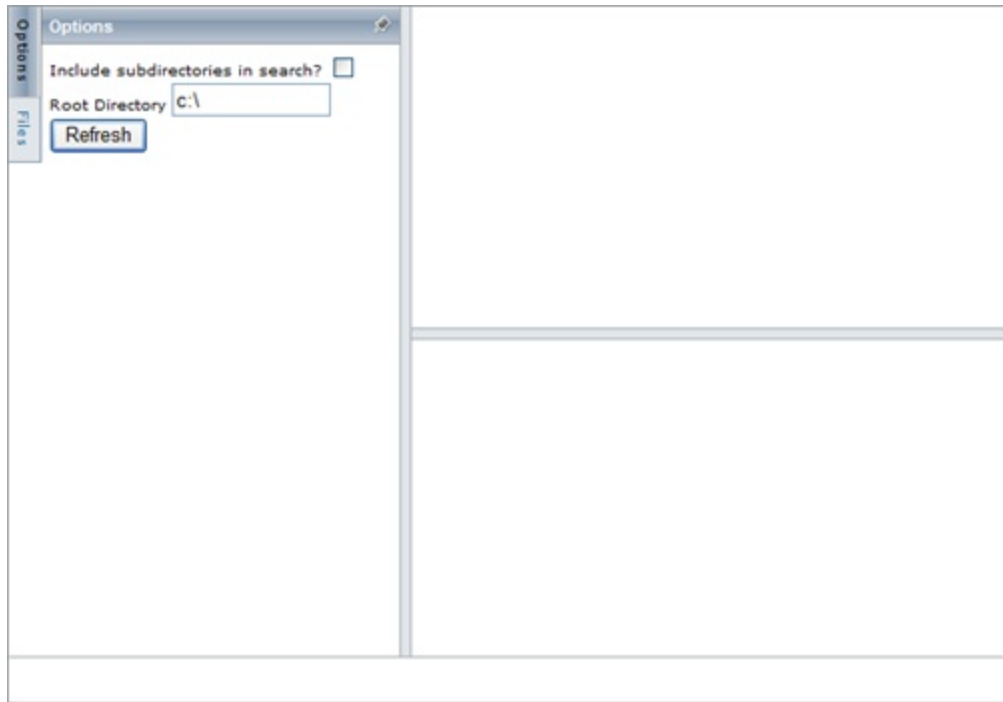 Options
Files
Options
Include subdirectories in search?
Root Directory c:\
Refresh